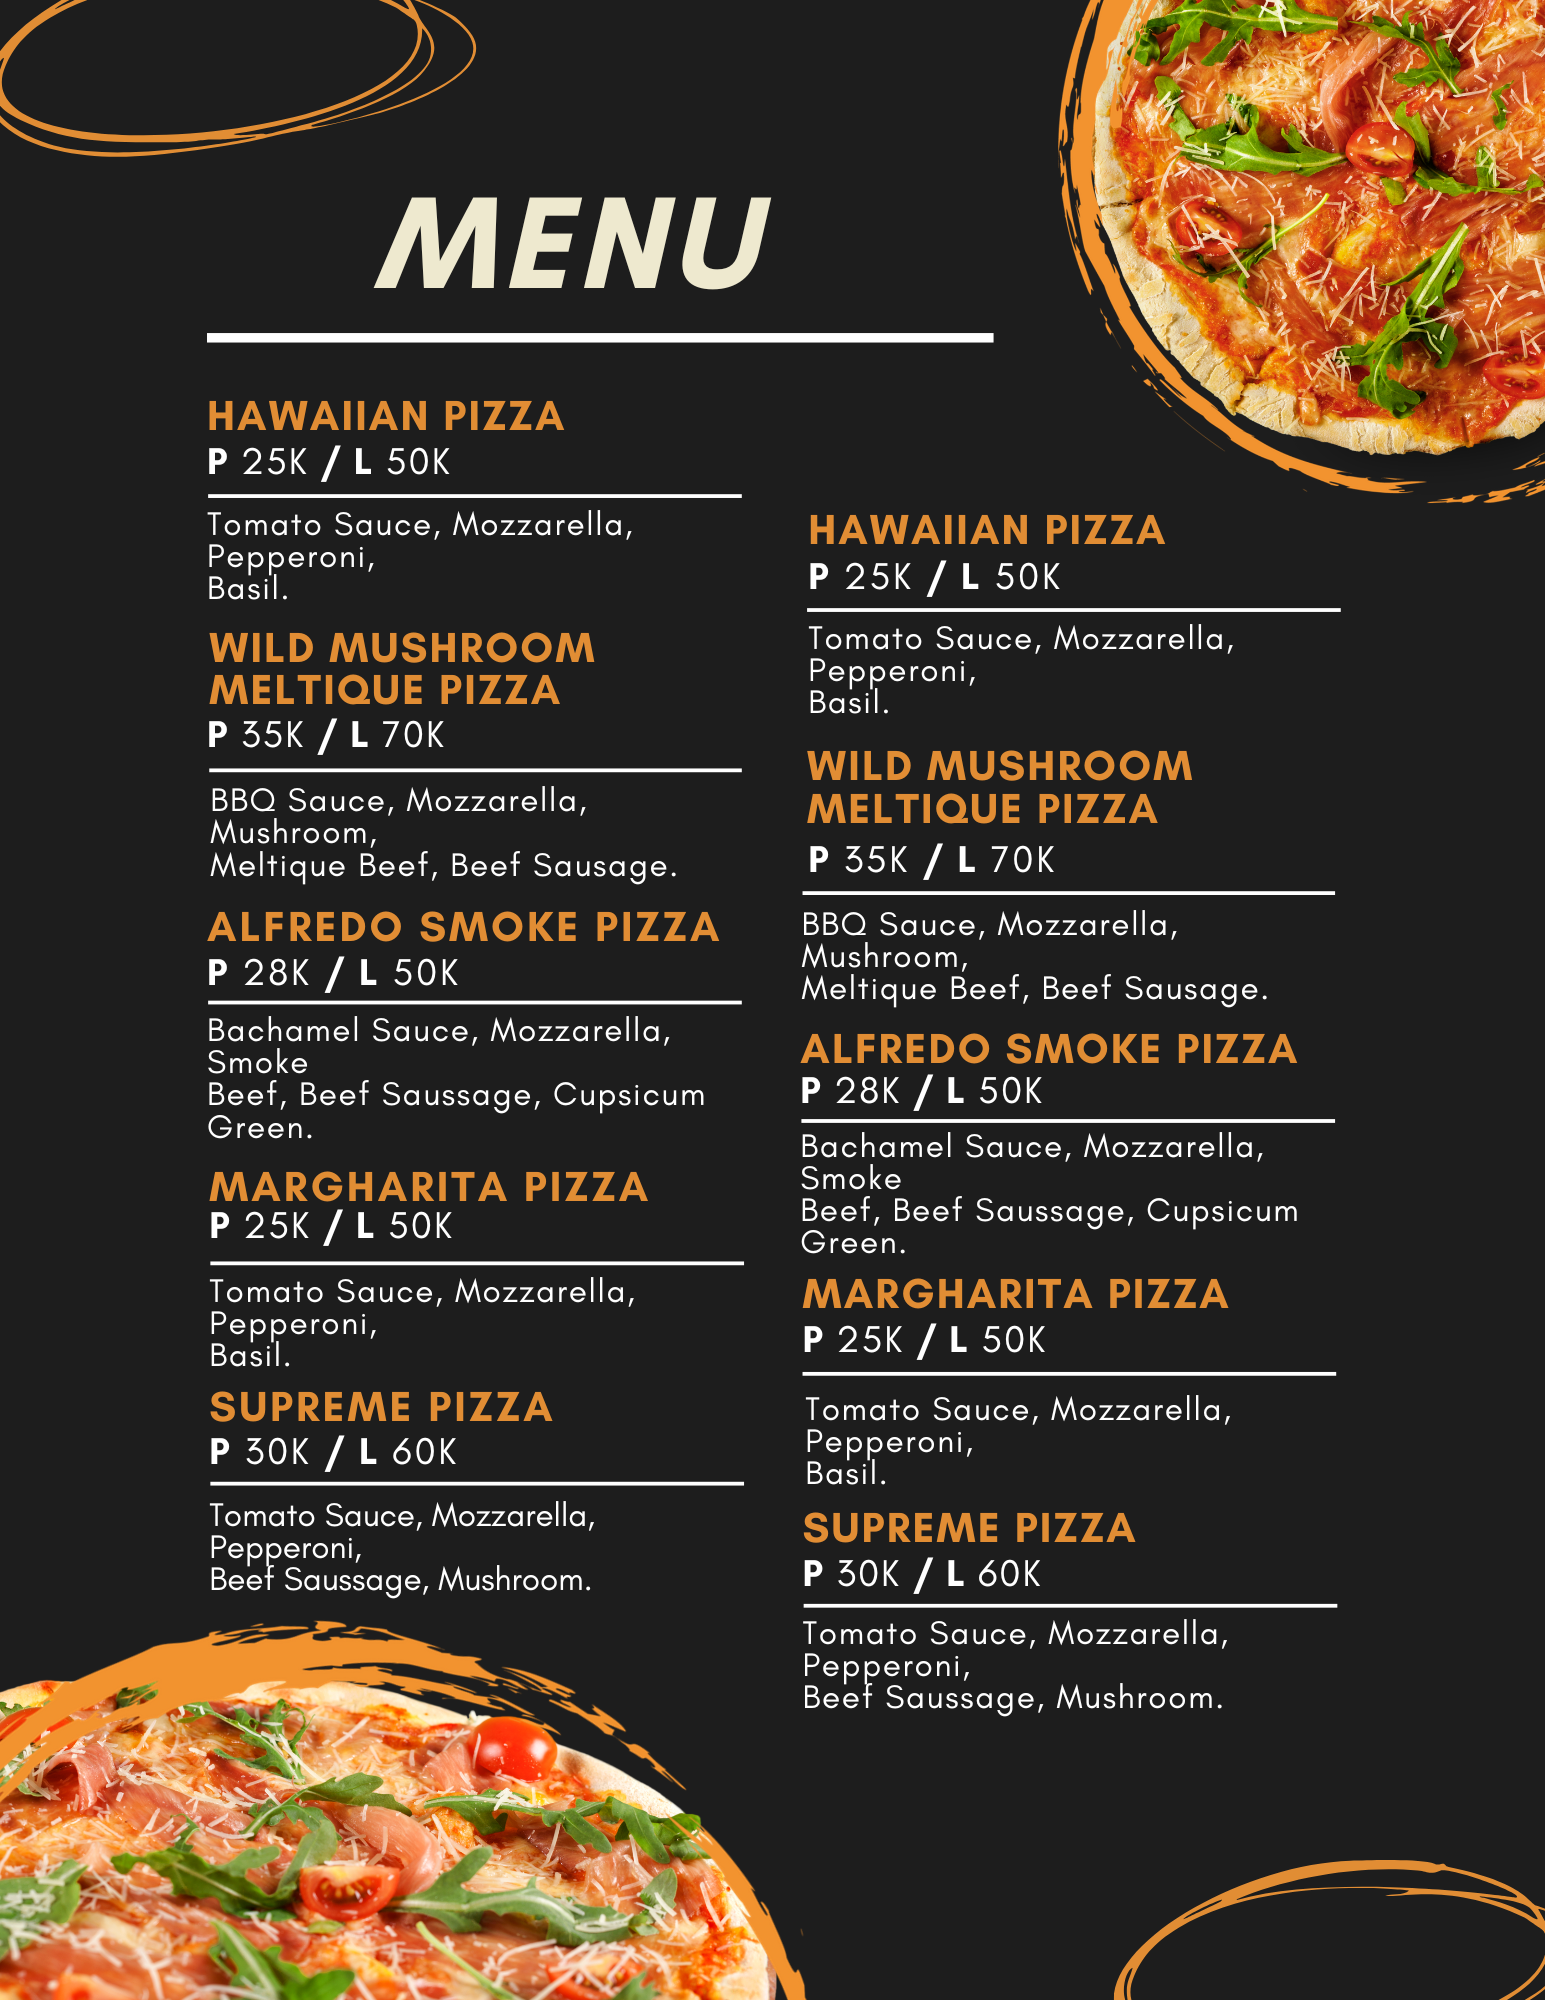 MENU
HAWAIIAN PIZZA
P 25K / L 50K
Tomato Sauce, Mozzarella,
Pepperoni,
Basil.
WILD MUSHROOM
MELTIQUE PIZZA
P 35K / L 70K
BBQ Sauce, Mozzarella,
Mushroom,
Meltique Beef, Beef Sausage.
ALFREDO SMOKE PIZZA
P 28K / L 50K
Bachamel Sauce, Mozzarella,
Smoke
Beef, Beef Saussage, Cupsicum
Green.
MARGHARITA PIZZA
P 25K / L 50K
Tomato Sauce, Mozzarella,
Pepperoni,
Basil.
SUPREME PIZZA
P 30K / L 60K
Tomato Sauce, Mozzarella,
Pepperoni,
Beef Saussage, Mushroom.
HAWAIIAN PIZZA
P 25K / L 50K
Tomato Sauce, Mozzarella,
Pepperoni,
Basil.
WILD MUSHROOM
MELTIQUE PIZZA
P 35K / L 70K
BBQ Sauce, Mozzarella,
Mushroom,
Meltique Beef, Beef Sausage.
ALFREDO SMOKE PIZZA
P 28K / L 50K
Bachamel Sauce, Mozzarella,
Smoke
Beef, Beef Saussage, Cupsicum
Green.
MARGHARITA PIZZA
P 25K / L 50K
Tomato Sauce, Mozzarella,
Pepperoni,
Basil.
SUPREME PIZZA
P 30K / L 60K
Tomato Sauce, Mozzarella,
Pepperoni,
Beef Saussage, Mushroom.